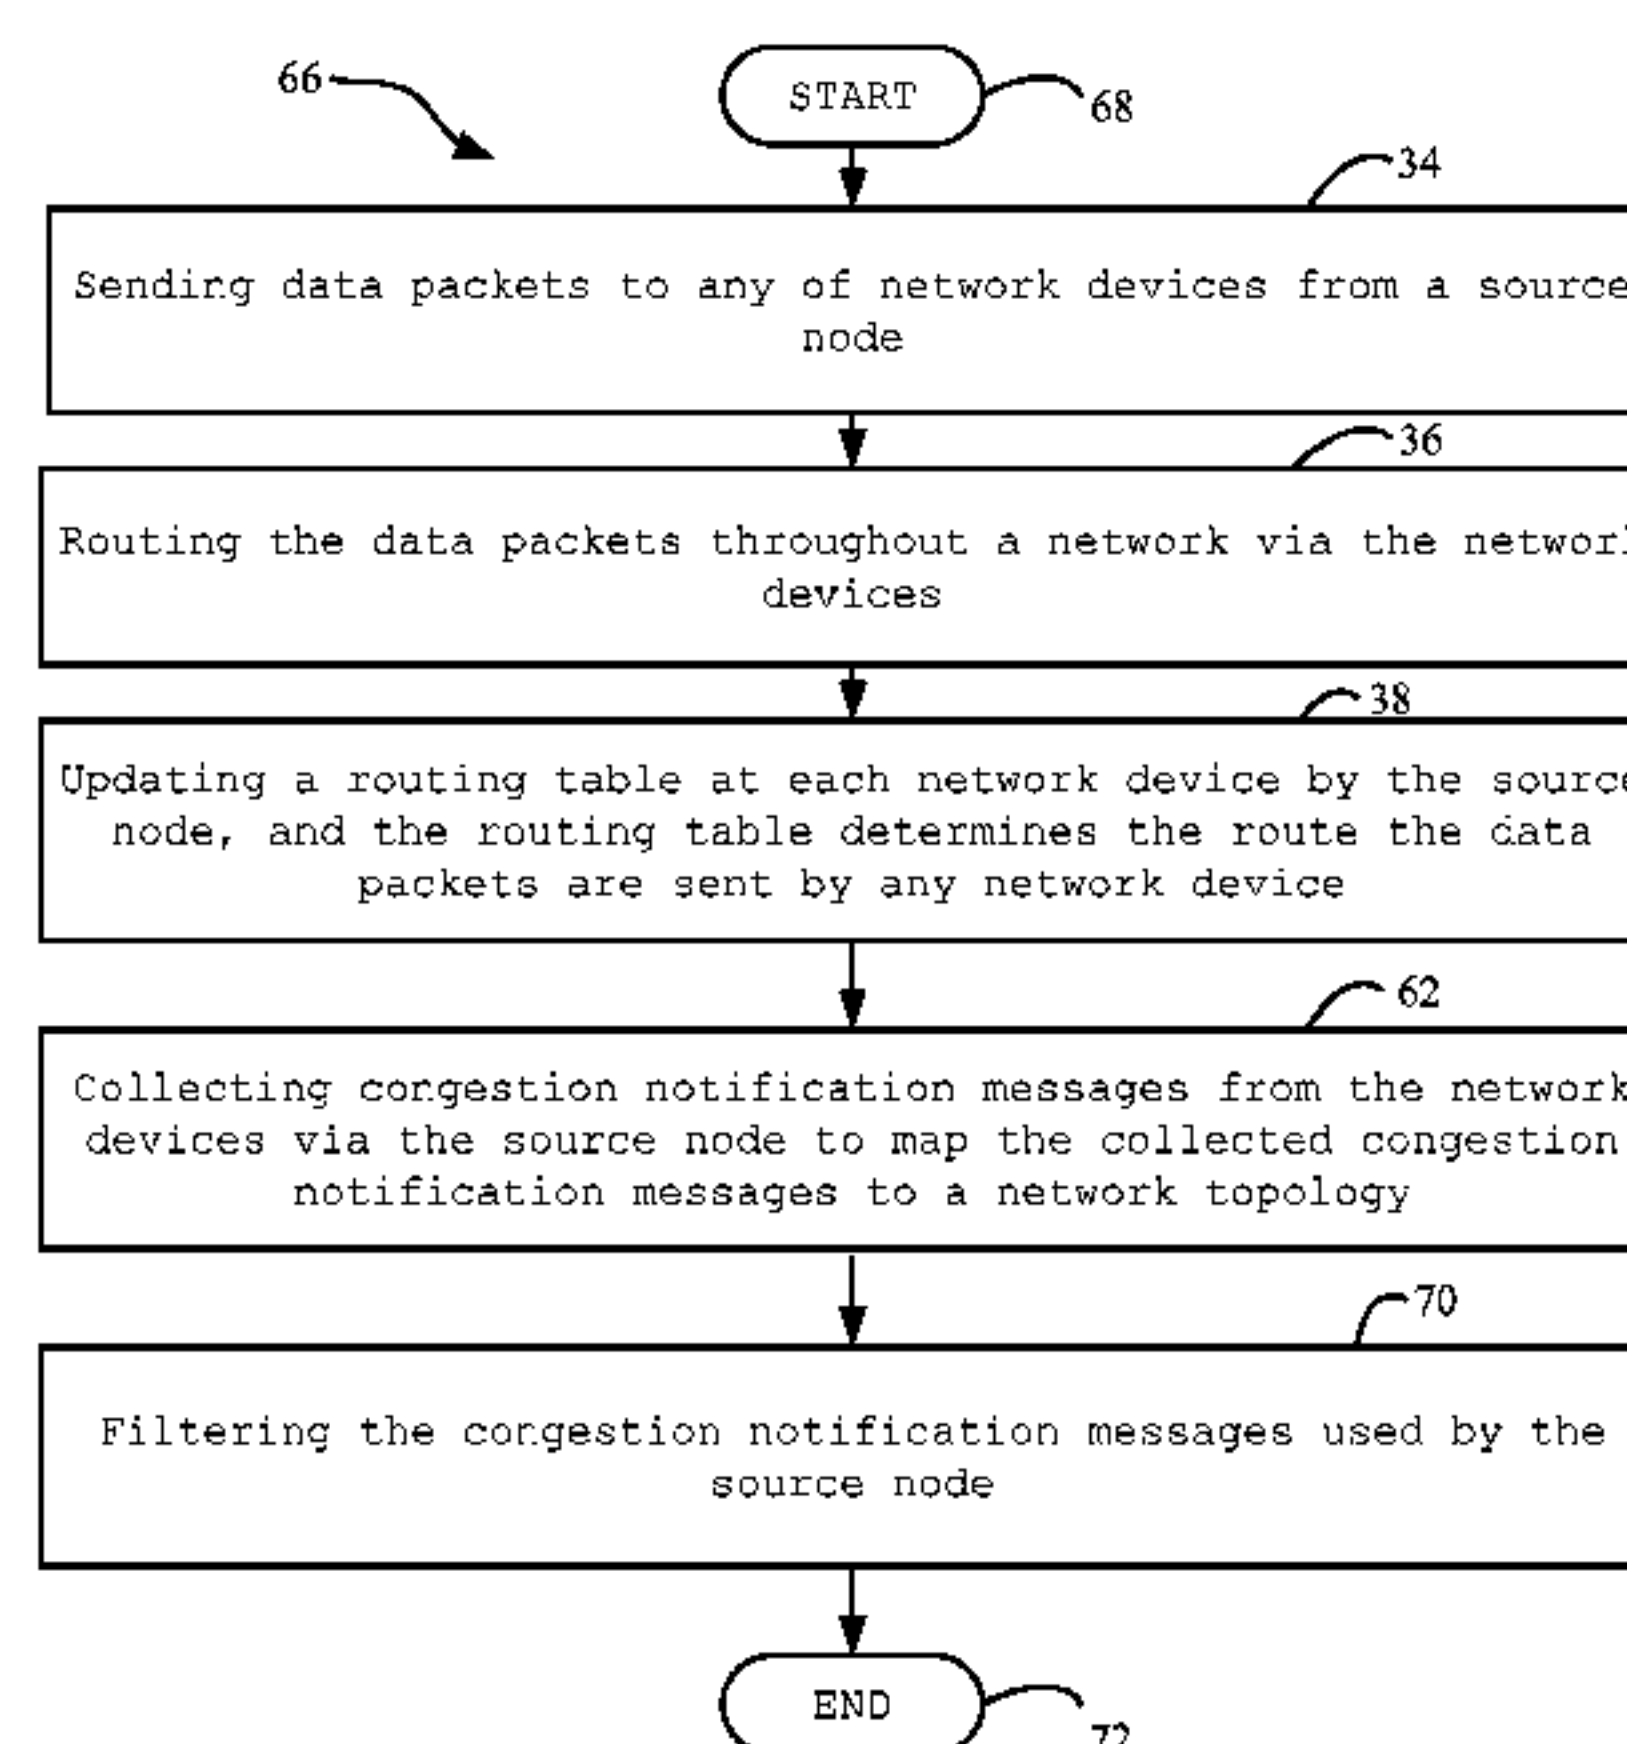 66
START
68
34
Sending data packets to any of network devices from a source
node
36
Routing the data packets throughout a network via the network
devices
38
Updating a routing table at each network device by the source
node, and the routing table determines the route the data
packets are sent by any network device
62
Collecting congestion notification messages from the network
devices via the source node to map the collected congestion
notification messages to a network topology
70
Filtering the congestion notification messages used by the
source node
END
72